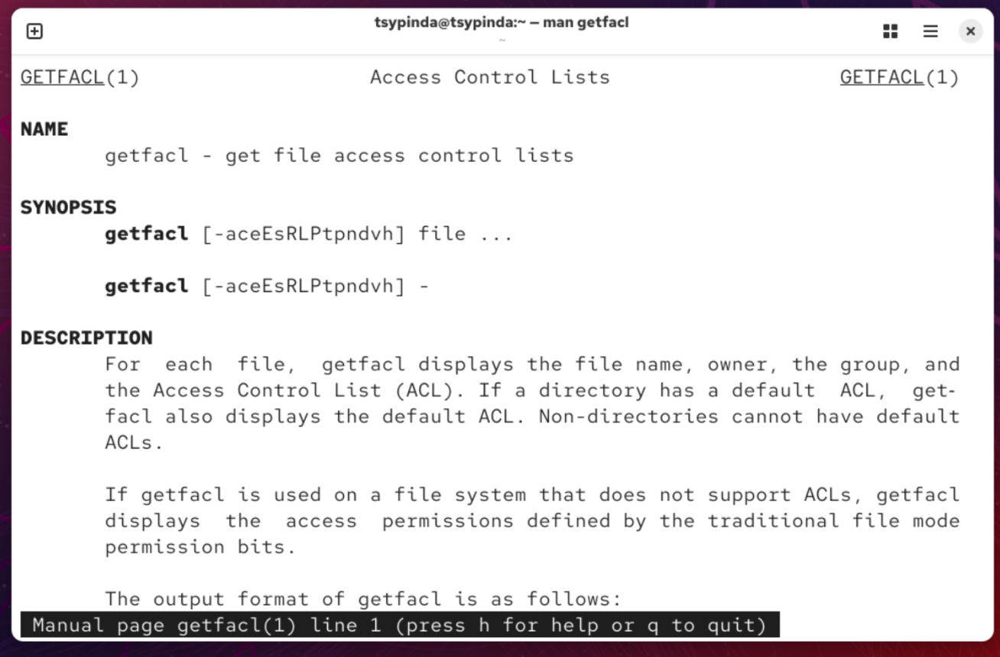 tsypinda@tsypinda:~ — man getfacl
~
GETFACL(1) Access Control Lists GETFACL(1)
NAME
getfacl - get file access control lists
SYNOPSIS
getfacl [-aceEsRLPtpndvh] file ...
getfacl [-aceEsRLPtpndvh] -
DESCRIPTION
For each file, getfacl displays the file name, owner, the group, and
the Access Control List (ACL). If a directory has a default ACL, get-
facl also displays the default ACL. Non-directories cannot have default
ACLs.
If getfacl is used on a file system that does not support ACLs, getfacl
displays the access permissions defined by the traditional file mode
permission bits.
The output format of getfacl is as follows:
Manual page getfacl(1) line 1 (press h for help or q to quit)